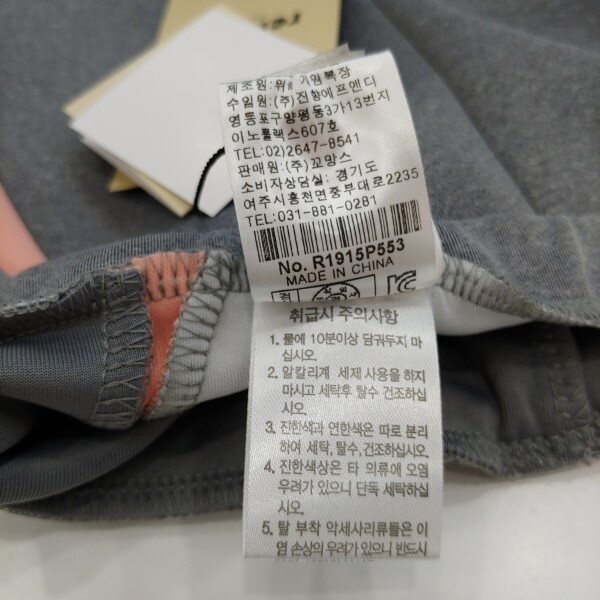 제조원: 위해가원복장
수입원: (주)진향에프앤디
영등포구양평동3가13번지
이노플렉스607호
TEL:02)2647-8541
판매원: (주)꼬망스
소비자상담실: 경기도
여주시홍천면중부대로2235
TEL:031-881-0281
No. R1915P553
MADE IN CHINA
취급시 주의사항
1. 물에 10분이상 담궈두지 마
십시오.
2. 알칼리계 세제 사용을 하지
마시고 세탁후 탈수 건조하
십시오.
3. 진한색과 연한색은 따로 분리
하여 세탁, 탈수, 건조하십시오.
4. 진한색상은 타 의류에 오염
우려가 있으니 단독 세탁하십
시오.
5. 탈 부착 악세사리류들은 이
염 손상의 우려가 있으니 반드시